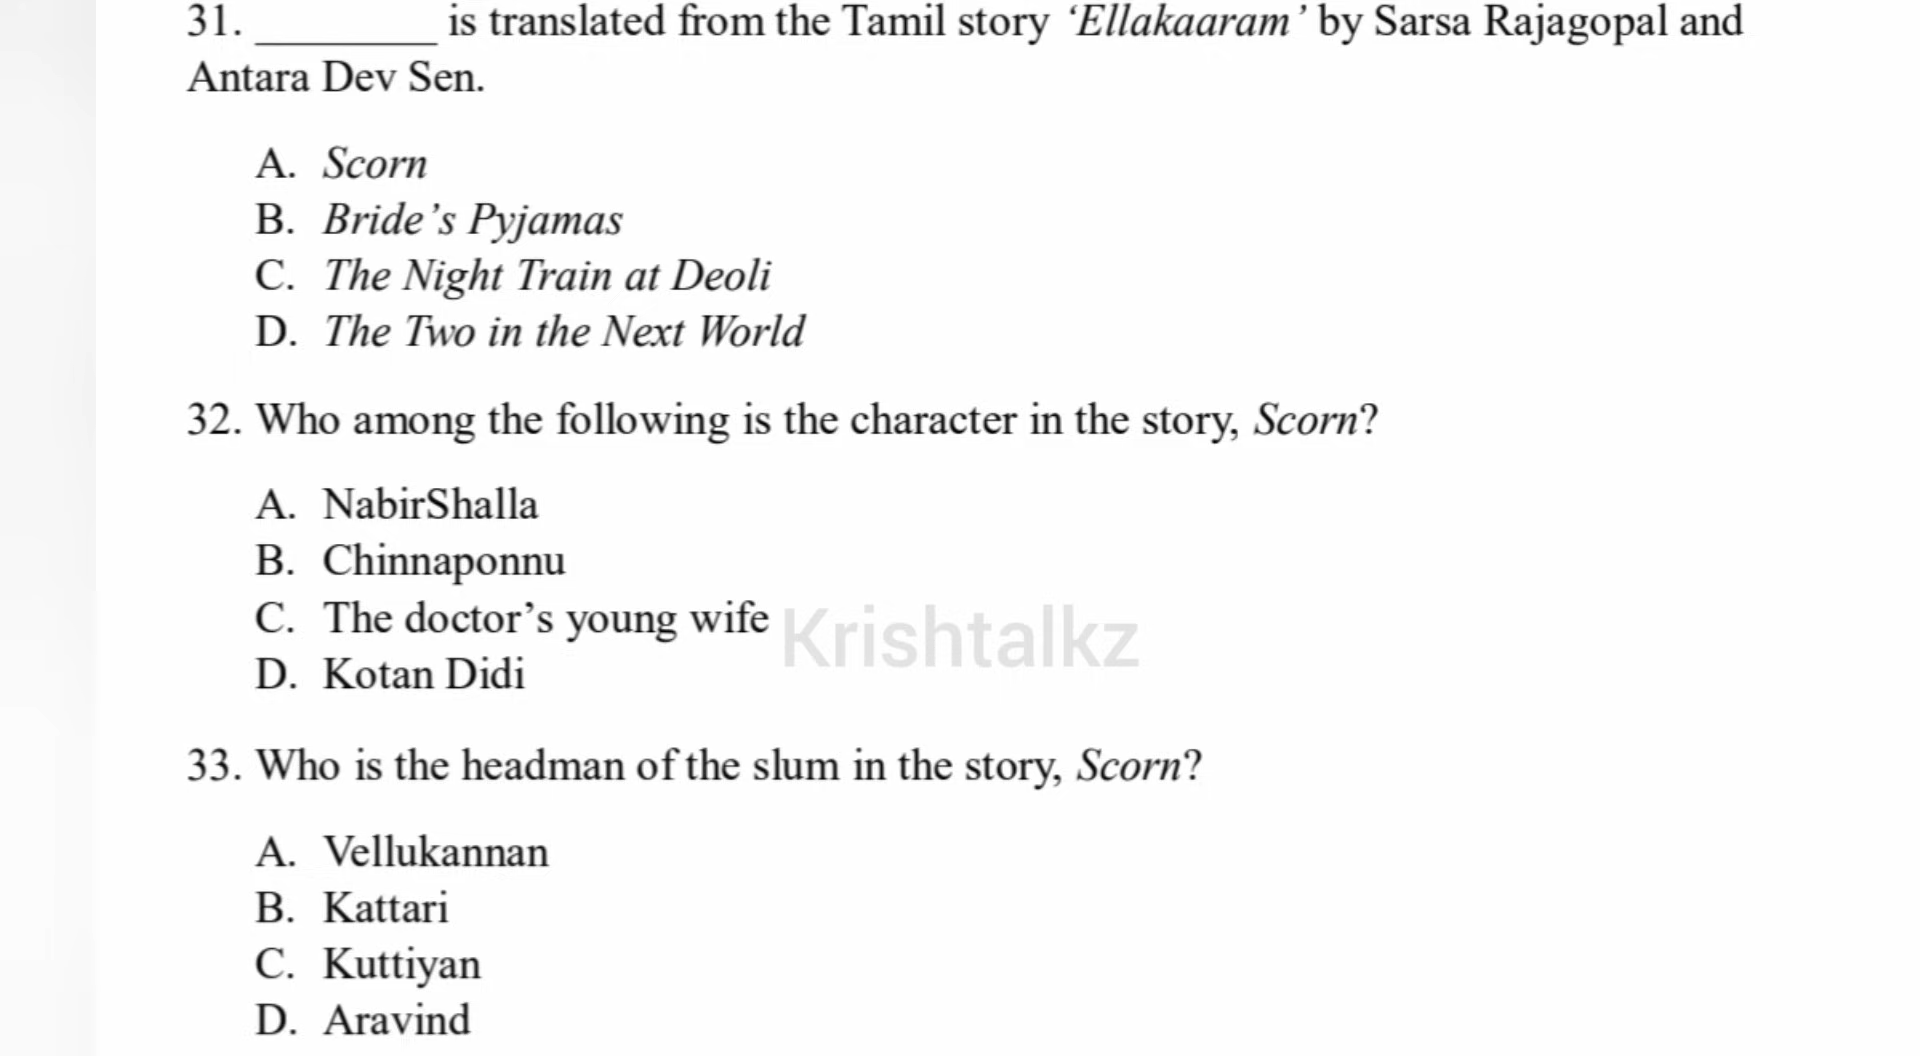 31. ________ is translated from the Tamil story ‘Ellakaaram’ by Sarsa Rajagopal and
Antara Dev Sen.
A. Scorn
B. Bride’s Pyjamas
C. The Night Train at Deoli
D. The Two in the Next World
32. Who among the following is the character in the story, Scorn?
A. NabirShalla
B. Chinnaponnu
C. The doctor’s young wife
Krishtalkz
D. Kotan Didi
33. Who is the headman of the slum in the story, Scorn?
A. Vellukannan
B. Kattari
C. Kuttiyan
D. Aravind